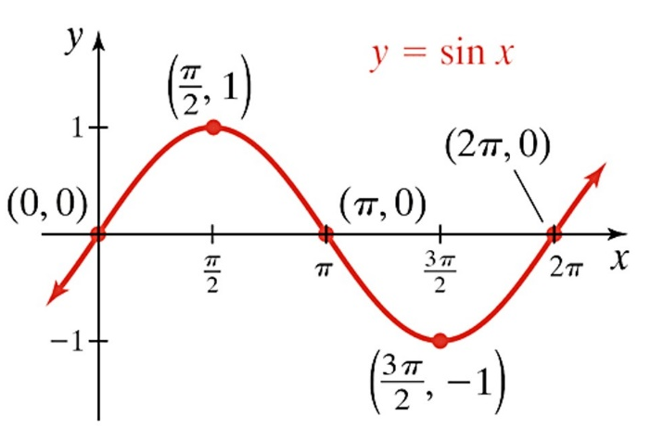 y
y = sin x
(π/2, 1)
1
(2π, 0)
(0, 0)
(π, 0)
π/2
π
3π/2
2π
x
−1
(3π/2, −1)